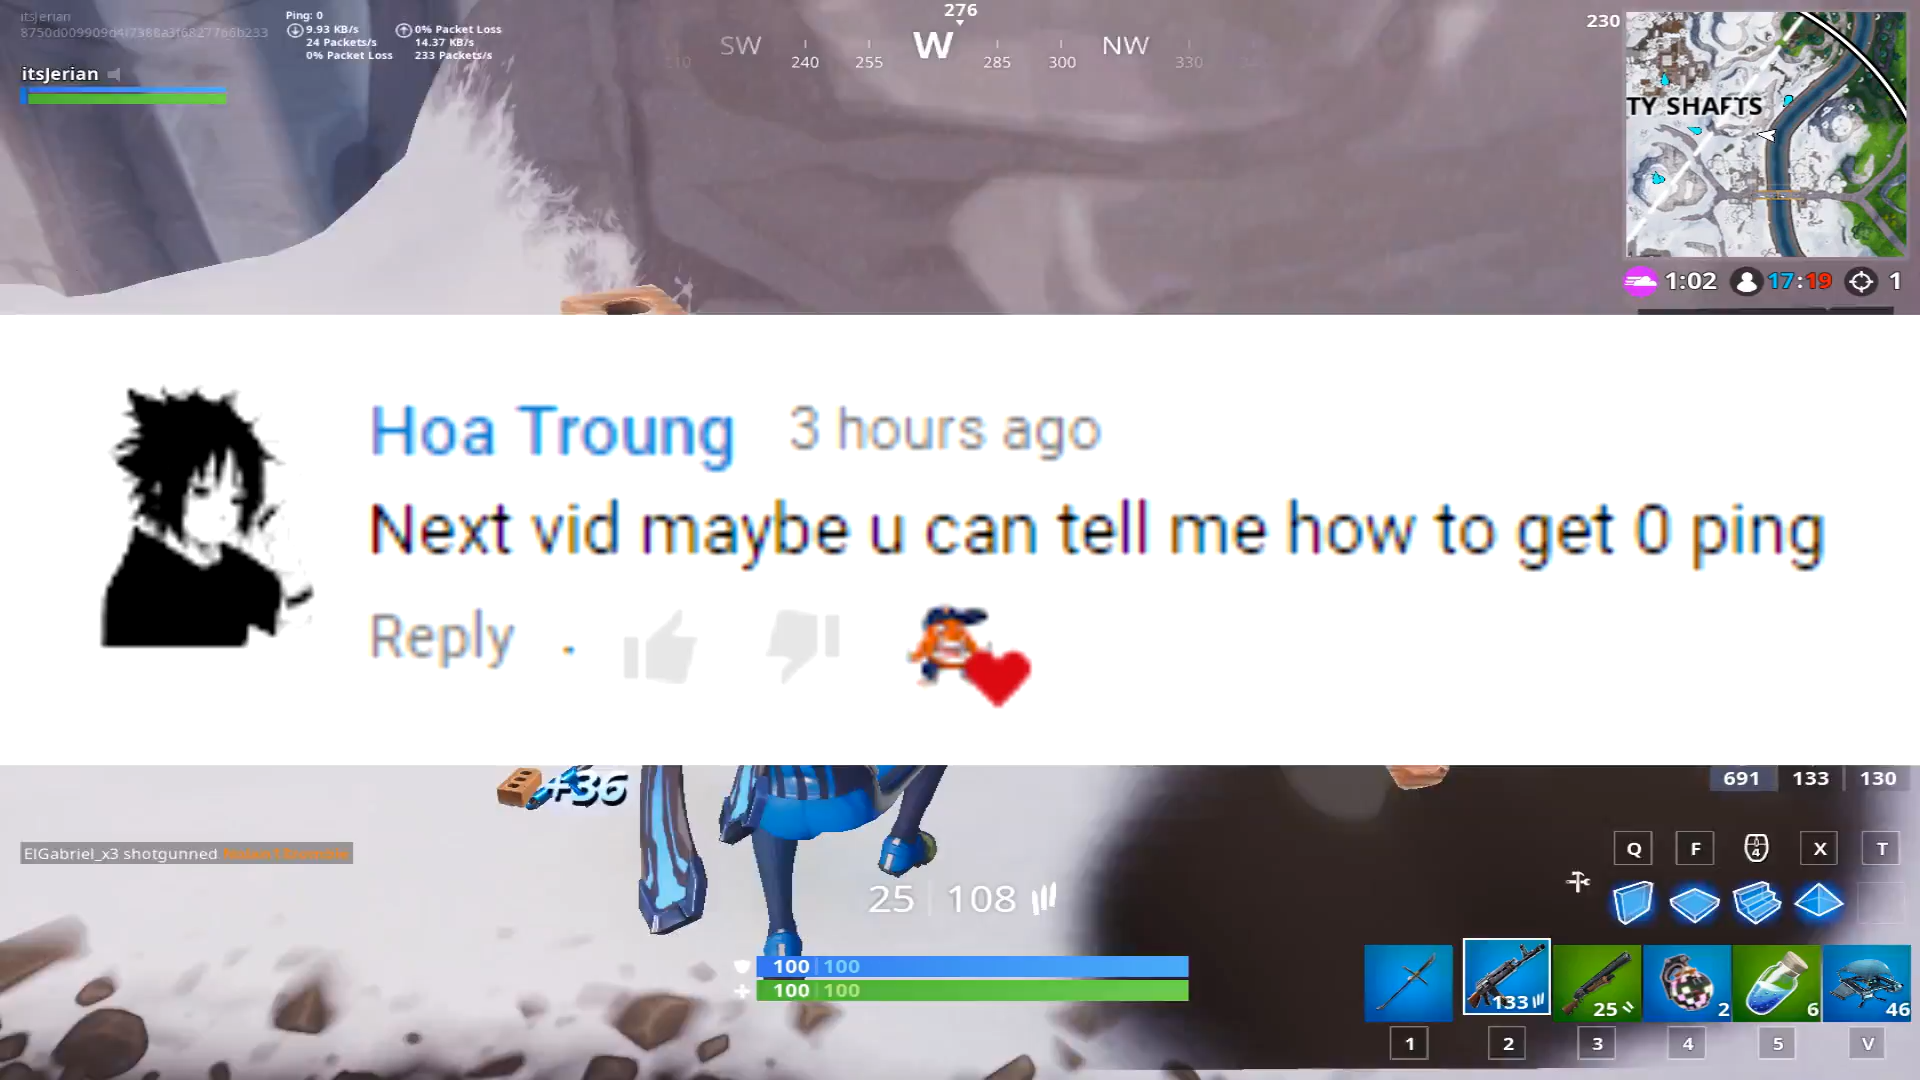 itsJerian
Ping: 0
9.93 KB/s
24 Packets/s
0% Packet Loss
0% Packet Loss
14.37 KB/s
233 Packets/s
itsJerian
276
SW 240 255 W 285 300 NW 330
230
TY SHAFTS
1:02 17:19 1
Hoa Troung 3 hours ago
Next vid maybe u can tell me how to get 0 ping
Reply
+36
691 133 130
ElGabriel_x3 shotgunned
Q F 4 X T
25 108
100 100
100 100
133 25 2 6 46
1 2 3 4 5 V